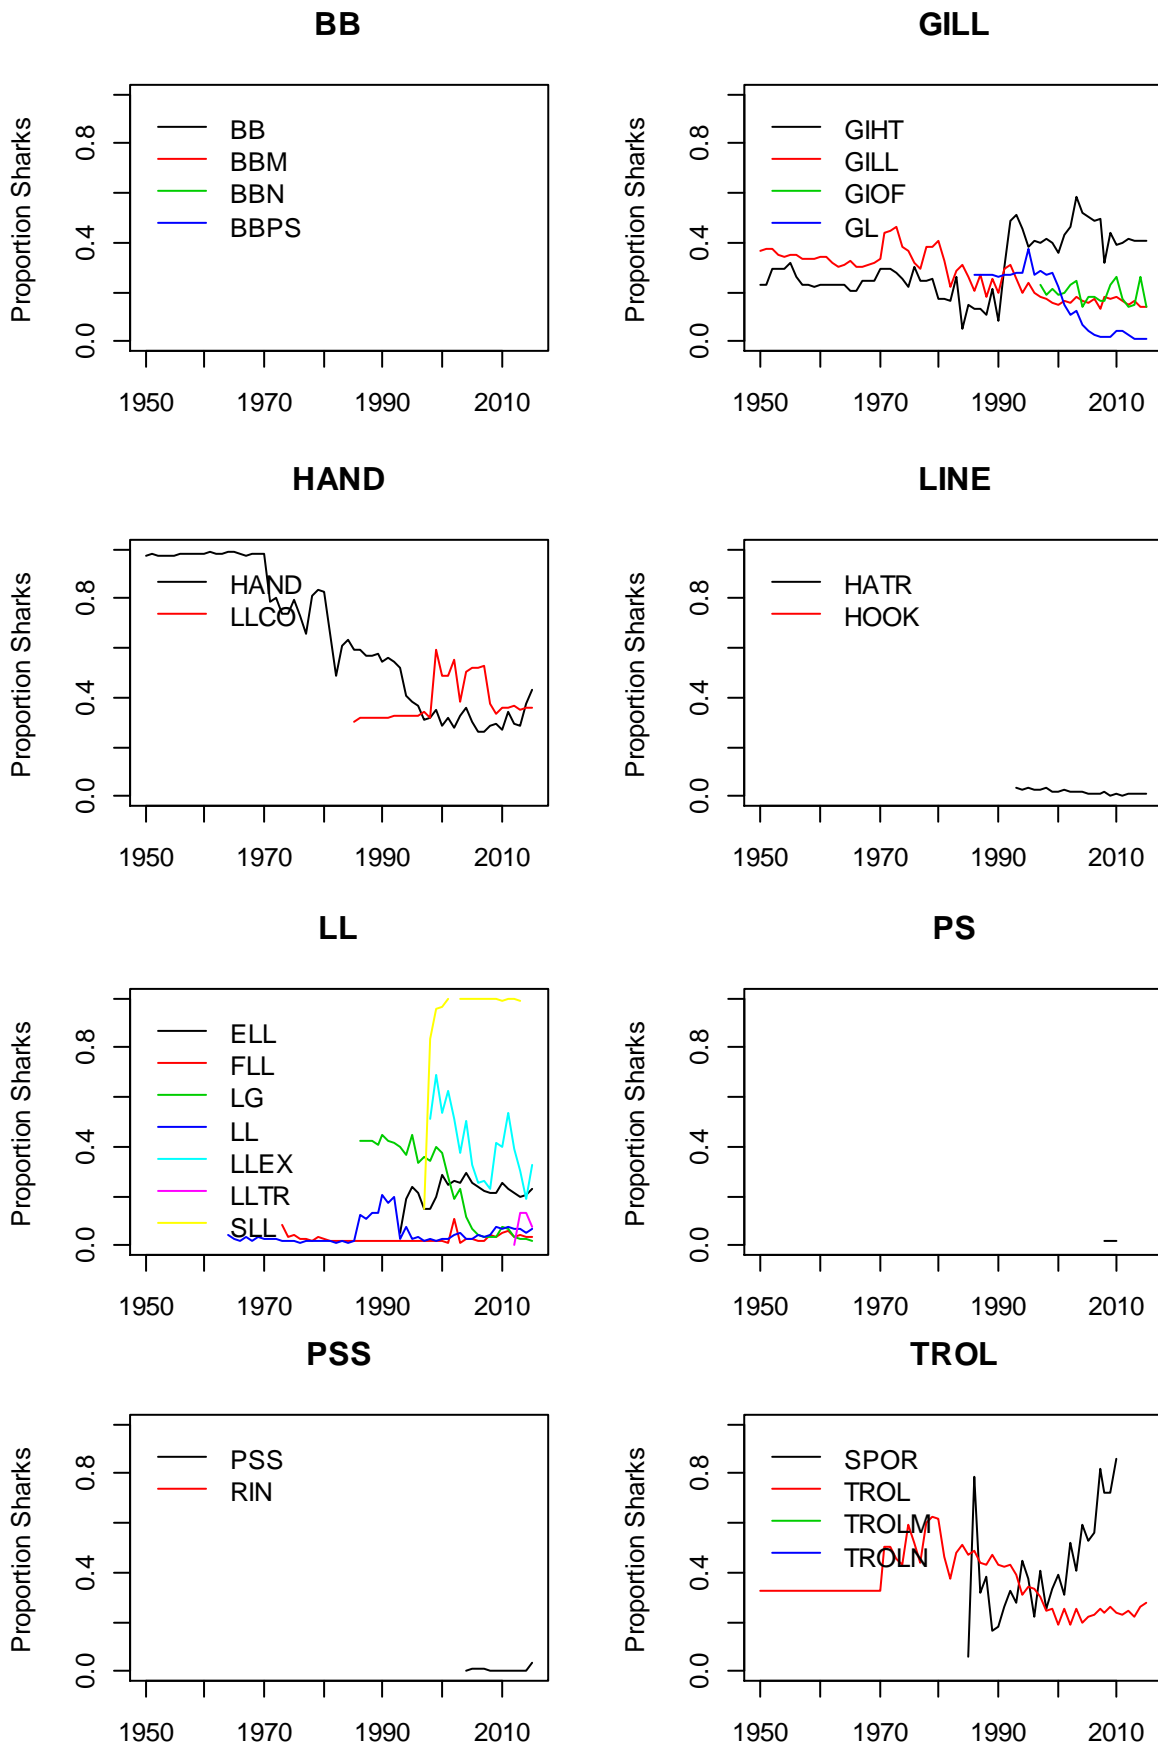 BB
Proportion Sharks
0.0 0.4 0.8
BB
BBM
BBN
BBPS
1950 1970 1990 2010
GILL
Proportion Sharks
0.0 0.4 0.8
GIHT
GILL
GIOF
GL
1950 1970 1990 2010
HAND
Proportion Sharks
0.0 0.4 0.8
HAND
LLCO
1950 1970 1990 2010
LINE
Proportion Sharks
0.0 0.4 0.8
HATR
HOOK
1950 1970 1990 2010
LL
Proportion Sharks
0.0 0.4 0.8
ELL
FLL
LG
LL
LLEX
LLTR
SLL
1950 1970 1990 2010
PS
Proportion Sharks
0.0 0.4 0.8
1950 1970 1990 2010
PSS
Proportion Sharks
0.0 0.4 0.8
PSS
RIN
1950 1970 1990 2010
TROL
Proportion Sharks
0.0 0.4 0.8
SPOR
TROL
TROLM
TROLN
1950 1970 1990 2010